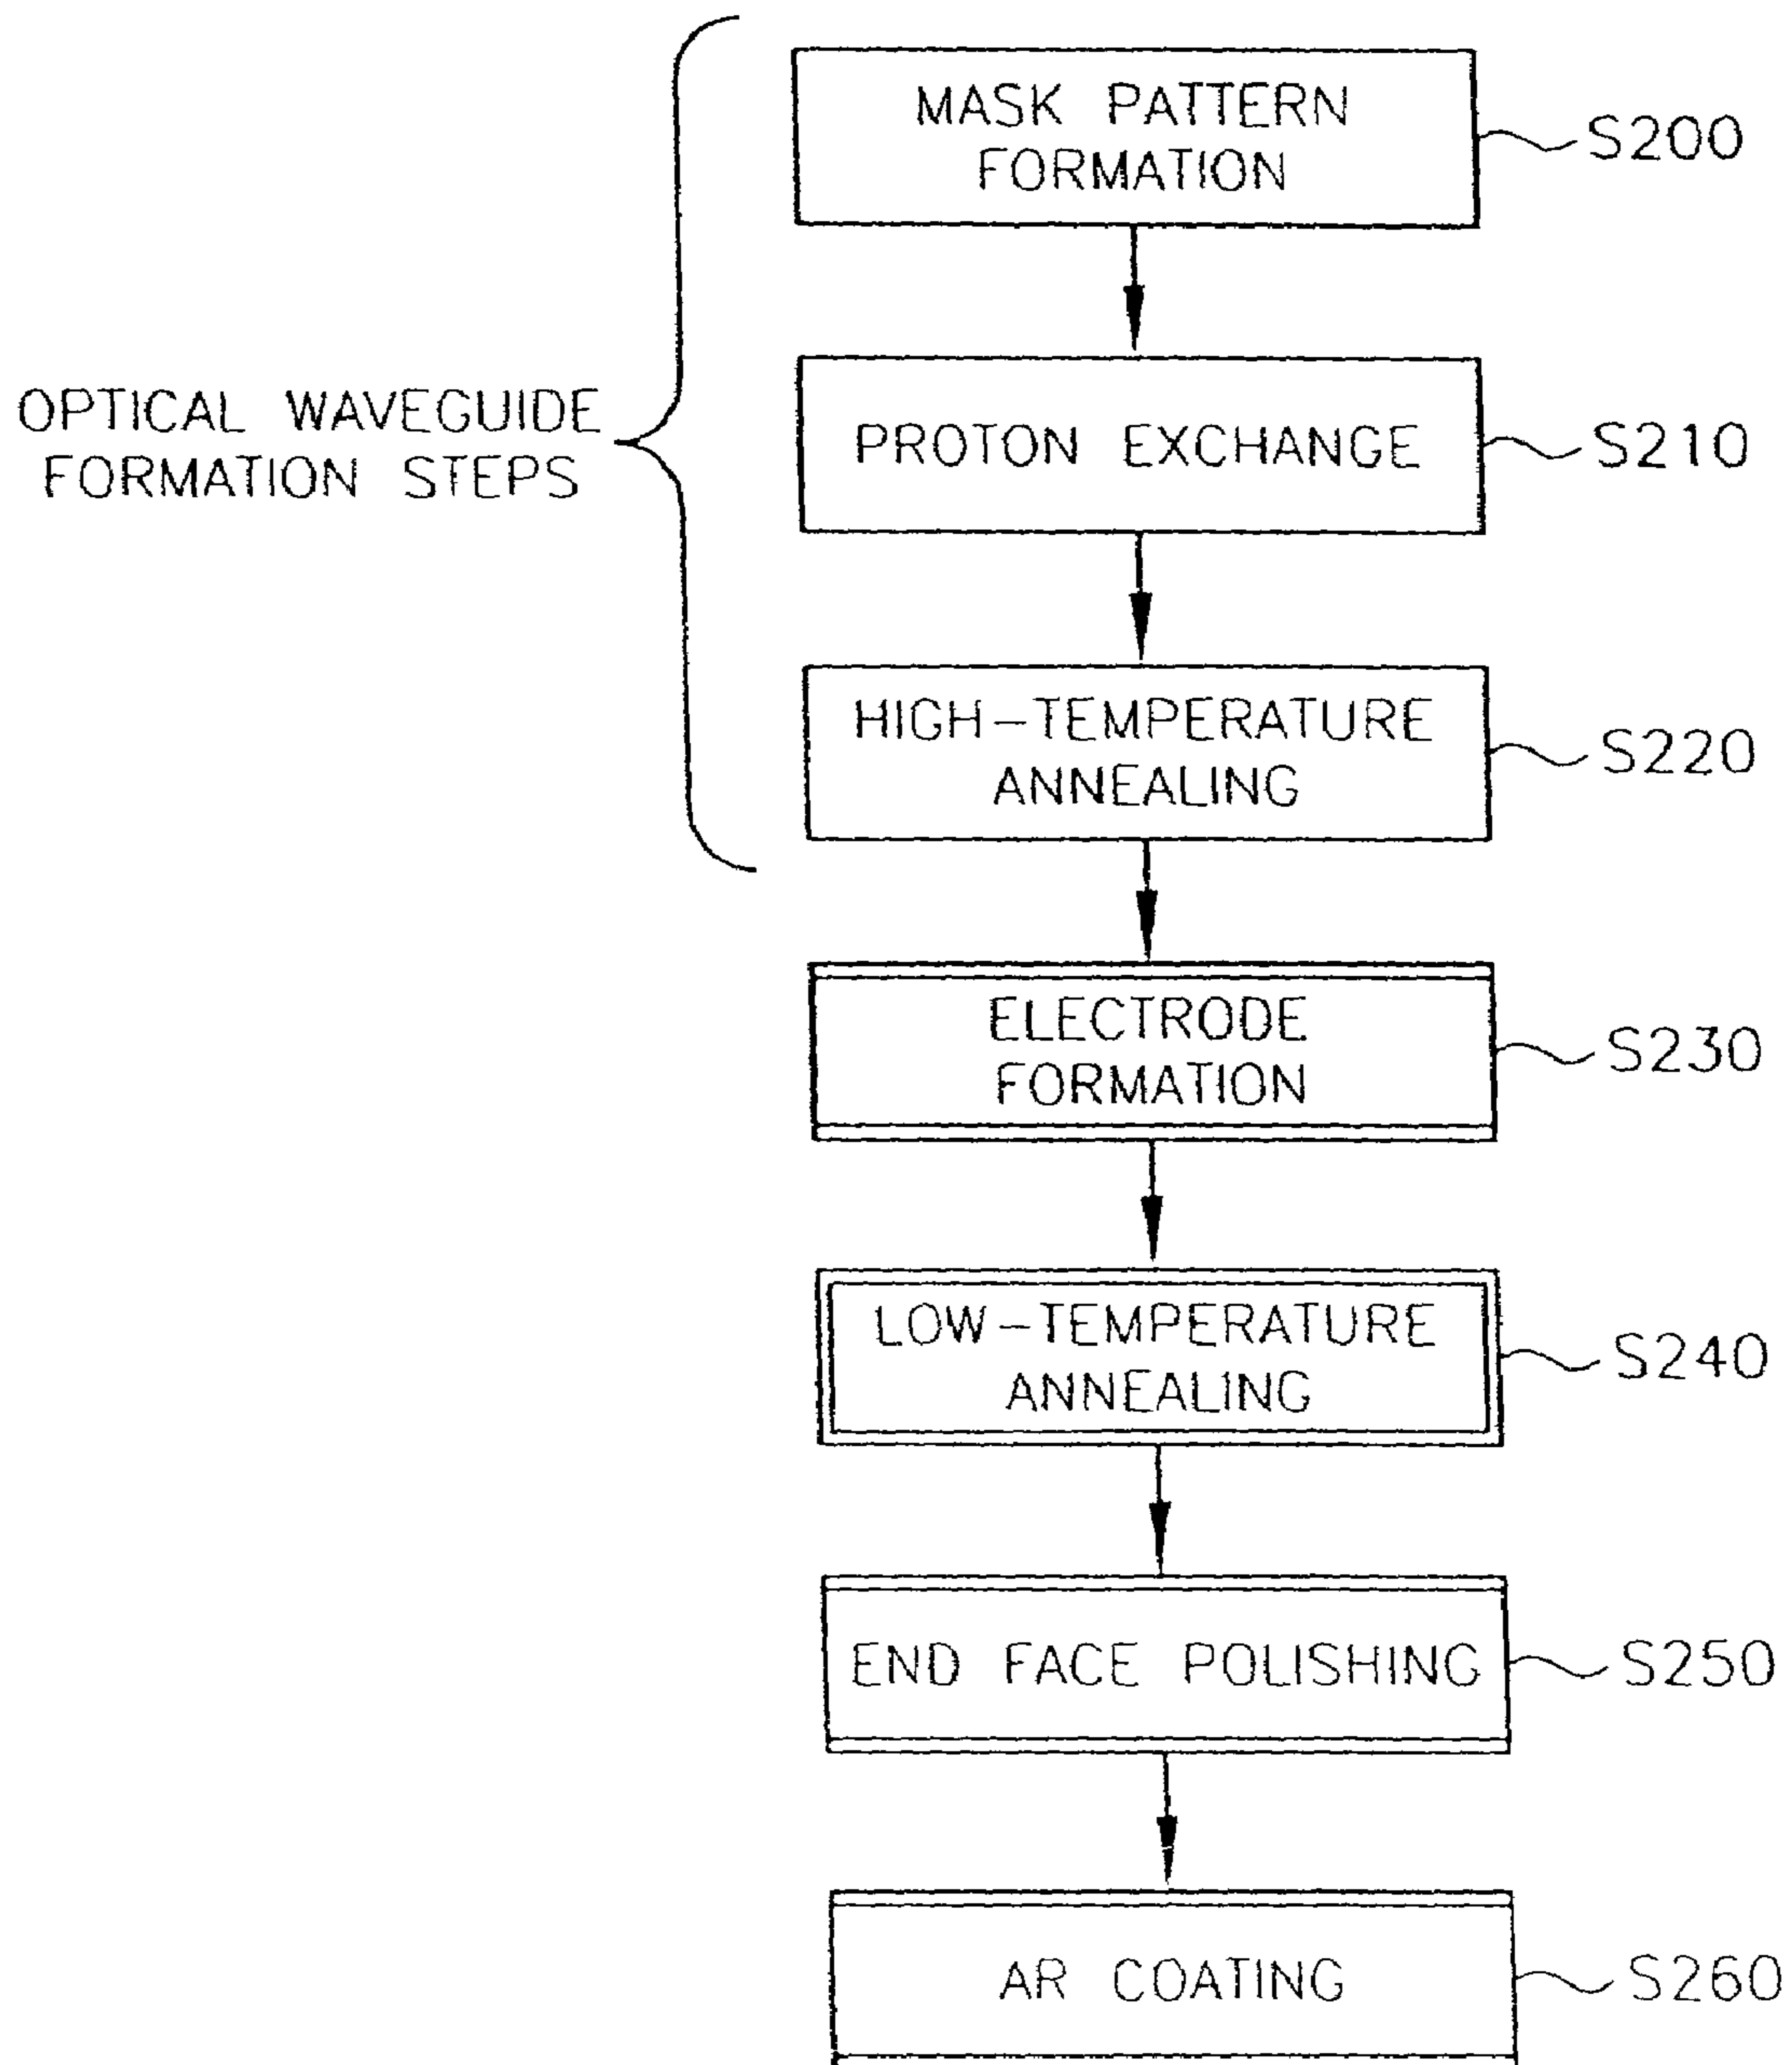 MASK PATTERN
FORMATION
S200
OPTICAL WAVEGUIDE
FORMATION STEPS
PROTON EXCHANGE
S210
HIGH-TEMPERATURE
ANNEALING
S220
ELECTRODE
FORMATION
S230
LOW-TEMPERATURE
ANNEALING
S240
END FACE POLISHING
S250
AR COATING
S260